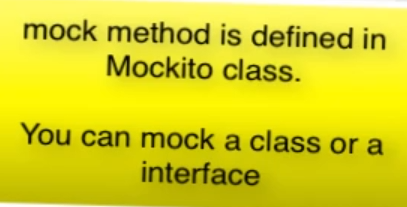 mock method is defined in
Mockito class.
You can mock a class or a
interface